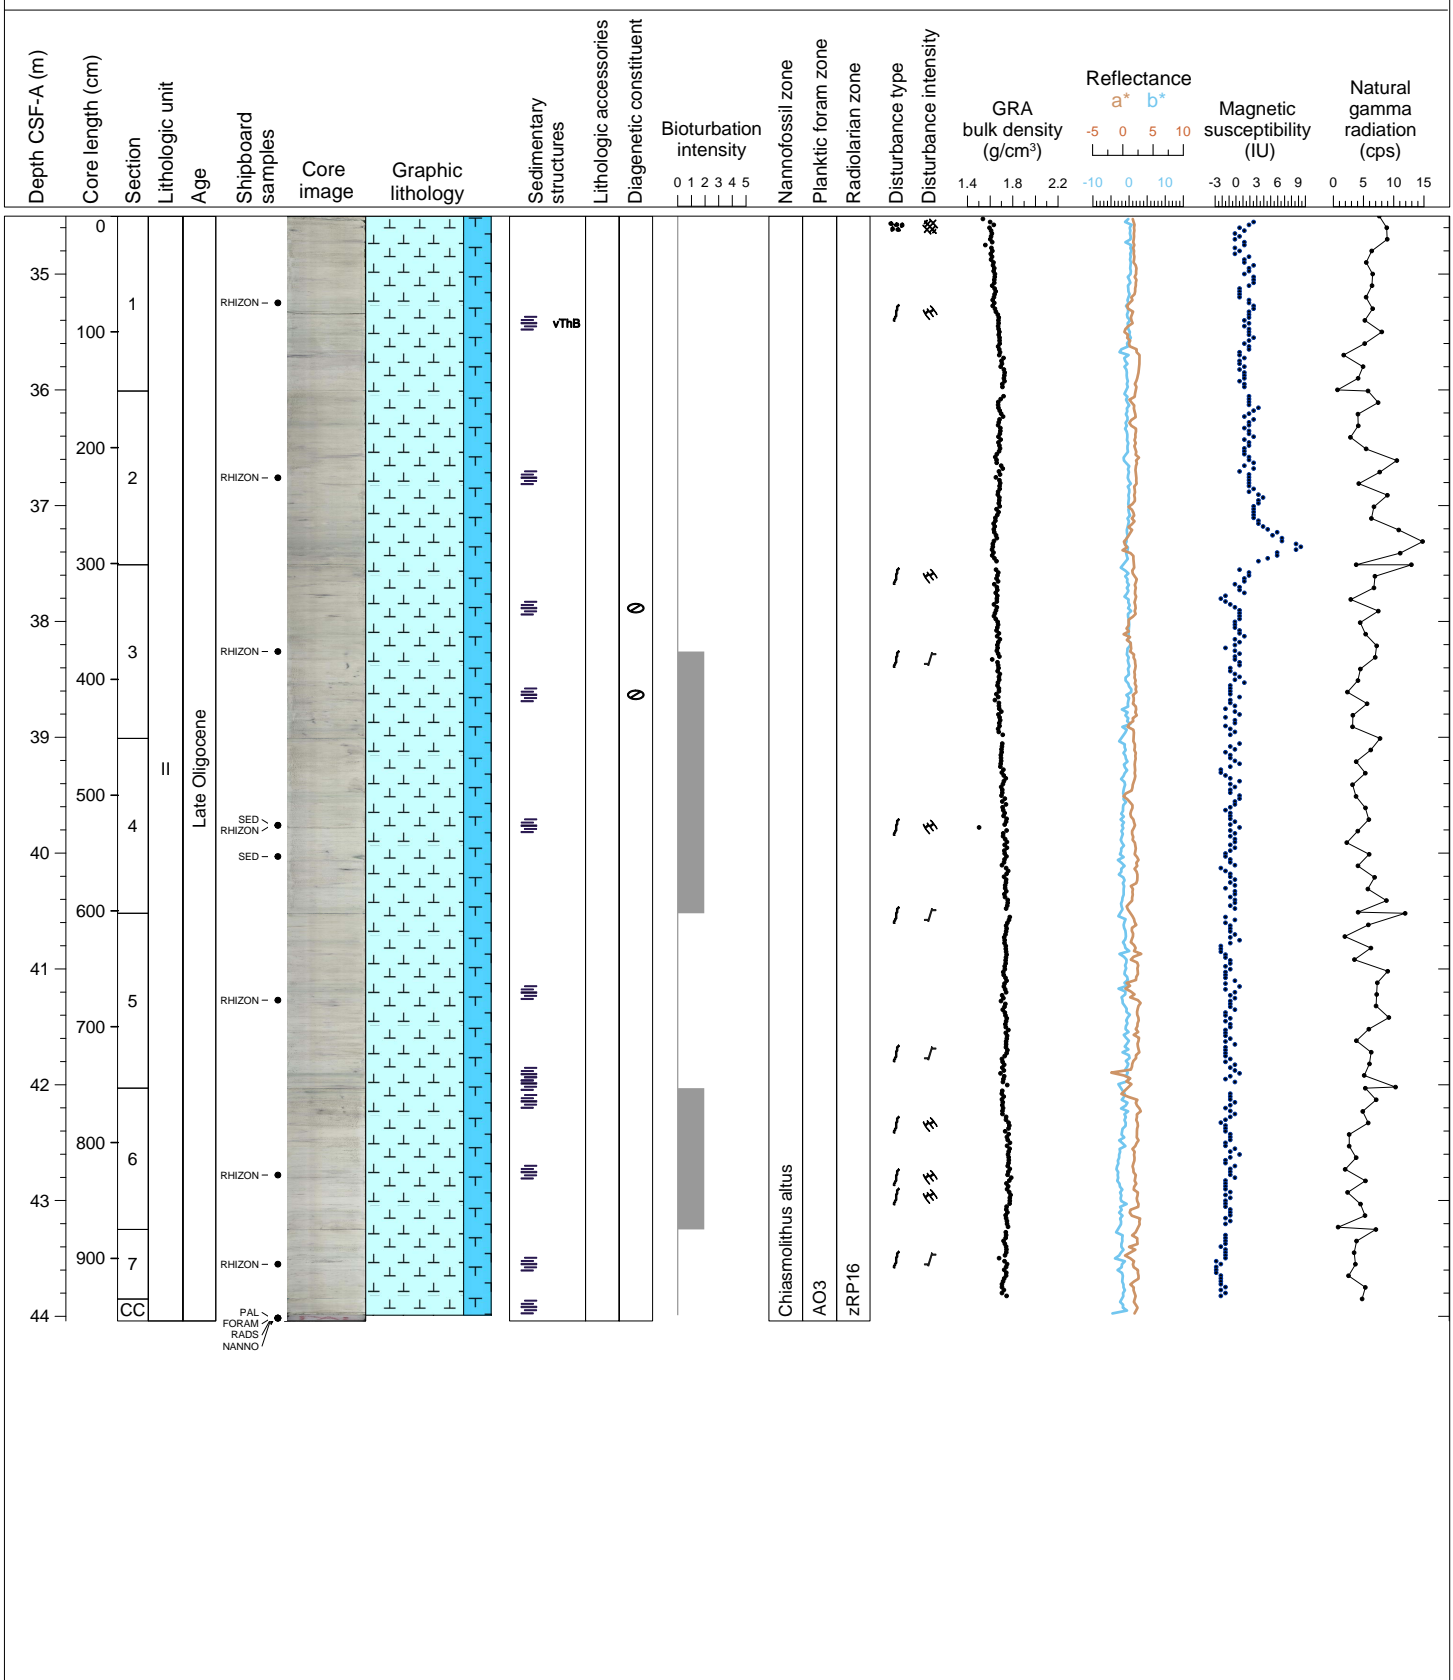 Depth CSF-A (m)
Core length (cm)
Section
Lithologic unit
Age
Shipboard
samples
Core
image
Graphic
lithology
Sedimentary
structures
Lithologic accessories
Diagenetic constituent
Bioturbation
intensity
0 1 2 3 4 5
Nannofossil zone
Planktic foram zone
Radiolarian zone
Disturbance type
Disturbance intensity
GRA
bulk density
(g/cm³)
1.4 1.8 2.2
Reflectance
a* b*
-5 0 5 10
-10 0 10
Magnetic
susceptibility
(IU)
-3 0 3 6 9
Natural
gamma
radiation
(cps)
0 5 10 15
0
35
1
RHIZON
vThB
100
36
200
2
RHIZON
37
300
38
3
RHIZON
400
39
II
Late Oligocene
500
SED
4
RHIZON
40
SED
600
41
5
RHIZON
700
42
800
6
RHIZON
43
Chiasmolithus altus
AO3
zRP16
900
7
RHIZON
CC
44
PAL
FORAM
RADS
NANNO